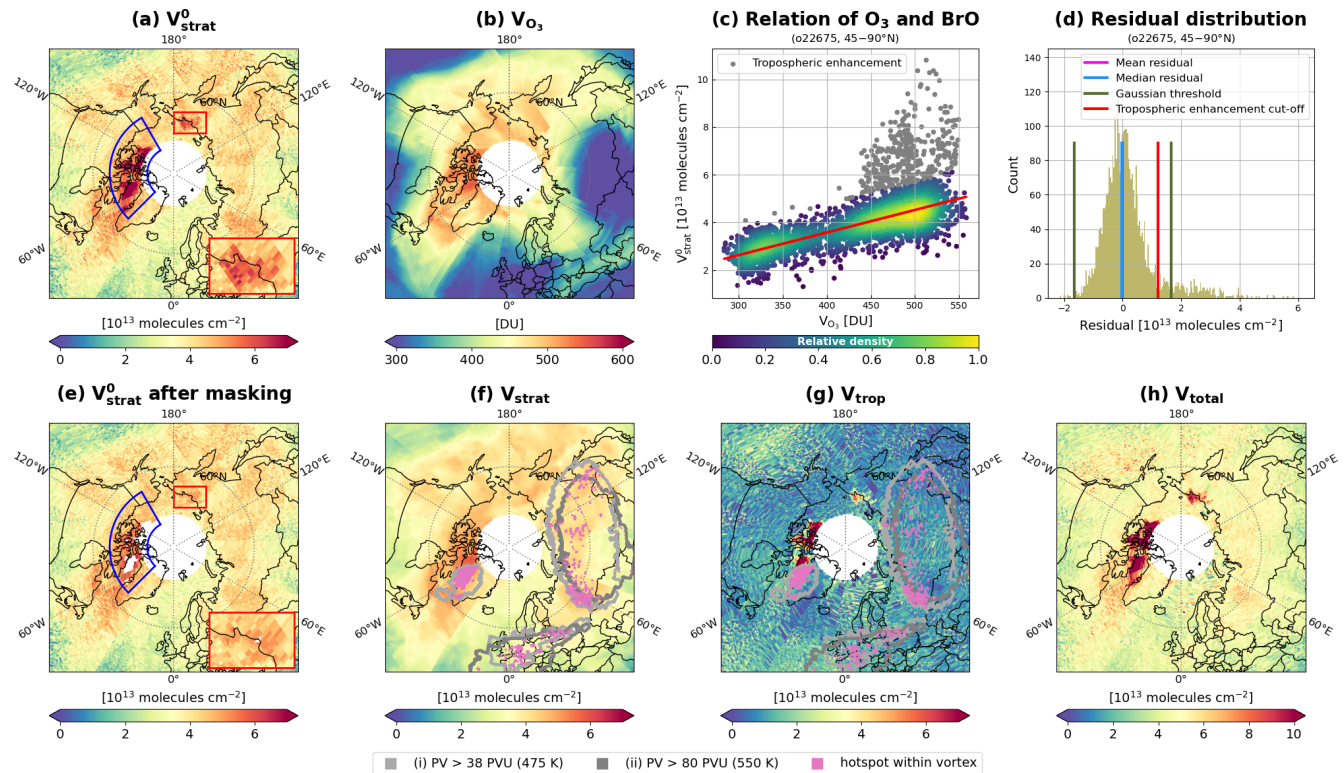 (a) V⁰strat
180°
120°W
120°E
60°N
60°W
60°E
0°
[10¹³ molecules cm⁻²]
0 2 4 6
(b) V_O₃
180°
120°W
120°E
60°N
60°W
60°E
0°
[DU]
300 400 500 600
(c) Relation of O₃ and BrO
(o22675, 45−90°N)
Tropospheric enhancement
V⁰strat [10¹³ molecules cm⁻²]
10
8
6
4
2
300 350 400 450 500 550
V_O₃ [DU]
Relative density
0.0 0.2 0.4 0.6 0.8 1.0
(d) Residual distribution
(o22675, 45−90°N)
Mean residual
Median residual
Gaussian threshold
Tropospheric enhancement cut-off
Count
140
120
100
80
60
40
20
0
−2 0 2 4 6
Residual [10¹³ molecules cm⁻²]
(e) V⁰strat after masking
180°
120°W
120°E
60°N
60°W
60°E
0°
[10¹³ molecules cm⁻²]
0 2 4 6
(f) Vstrat
180°
120°W
120°E
60°N
60°W
60°E
0°
[10¹³ molecules cm⁻²]
0 2 4 6
(g) Vtrop
180°
120°W
120°E
60°N
60°W
60°E
0°
[10¹³ molecules cm⁻²]
0 2 4 6
(h) Vtotal
180°
120°W
120°E
60°N
60°W
60°E
0°
[10¹³ molecules cm⁻²]
0 2 4 6 8 10
(i) PV > 38 PVU (475 K)
(ii) PV > 80 PVU (550 K)
hotspot within vortex